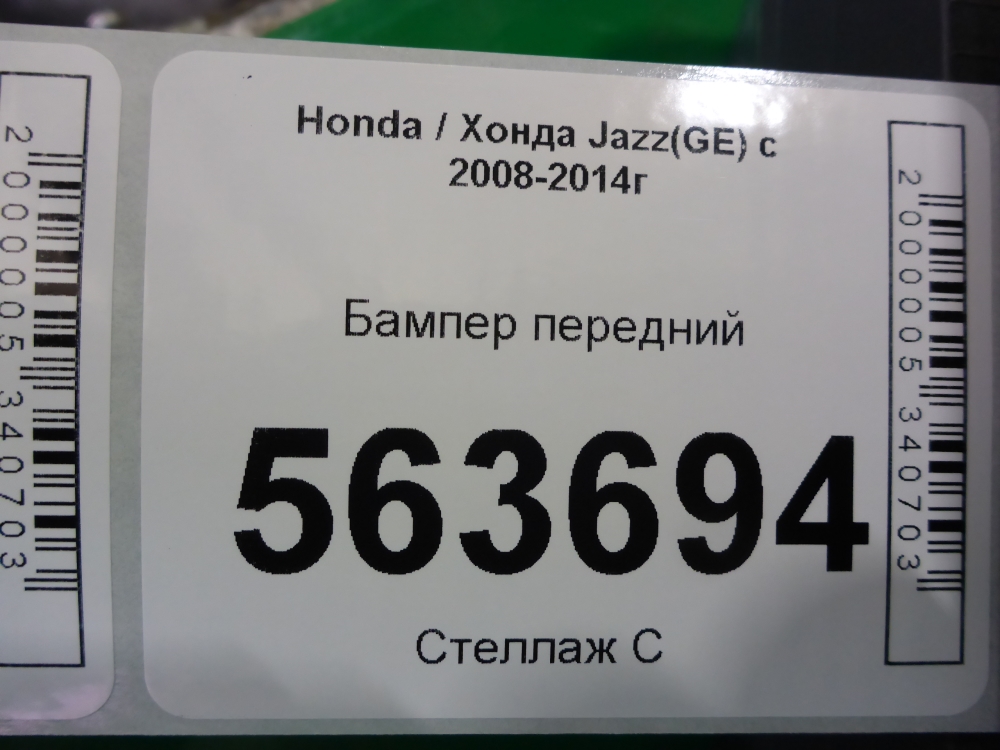 2000005340703
Honda / Хонда Jazz(GE) с
2008-2014г
Бампер передний
563694
Стеллаж С
2000005340703